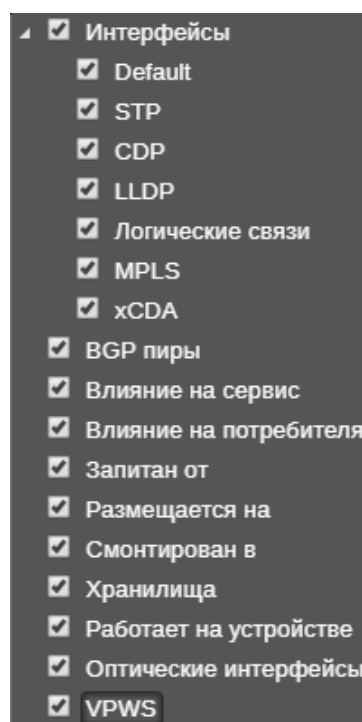 Интерфейсы
Default
STP
CDP
LLDP
Логические связи
MPLS
xCDA
BGP пиры
Влияние на сервис
Влияние на потребителя
Запитан от
Размещается на
Смонтирован в
Хранилища
Работает на устройстве
Оптические интерфейсы
VPWS